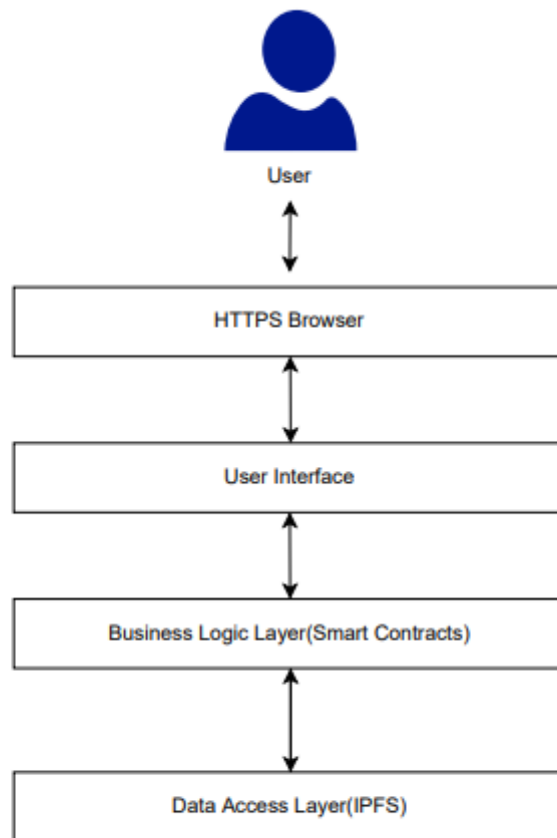 User
HTTPS Browser
User Interface
Business Logic Layer(Smart Contracts)
Data Access Layer(IPFS)